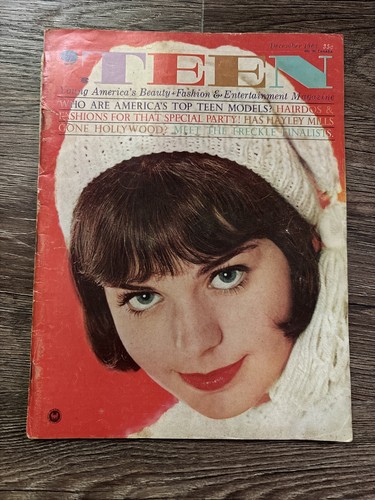 'TEEN
Young America's Beauty • Fashion & Entertainment Magazine
WHO ARE AMERICA'S TOP TEEN MODELS? HAIRDOS &
FASHIONS FOR THAT SPECIAL PARTY! HAS HAYLEY MILLS
GONE HOLLYWOOD? MEET THE FRECKLE FINALISTS.